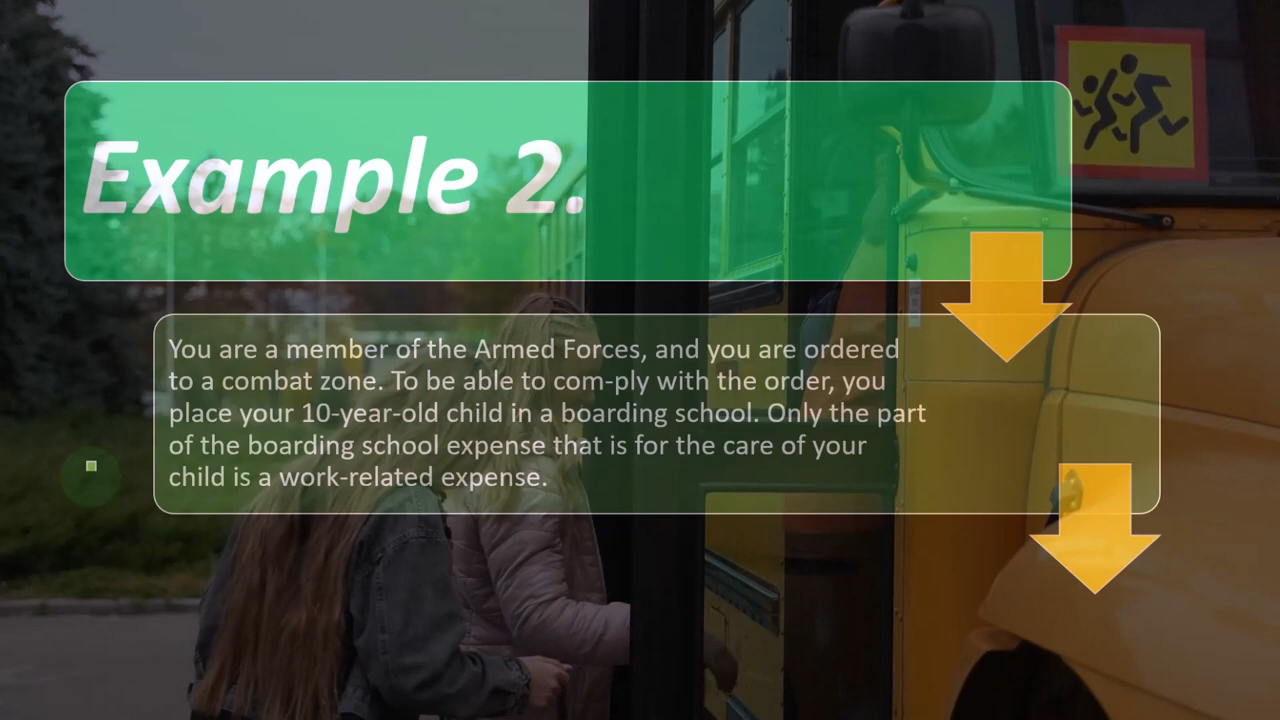 Example 2.
You are a member of the Armed Forces, and you are ordered
to a combat zone. To be able to com-ply with the order, you
place your 10-year-old child in a boarding school. Only the part
of the boarding school expense that is for the care of your
child is a work-related expense.